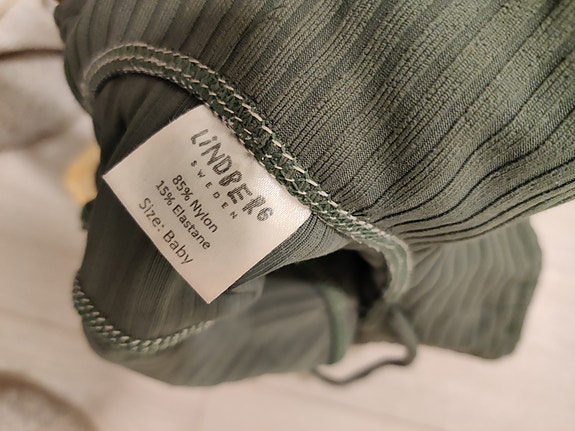 LiNDBERG
SWEDEN
85% Nylon
15% Elastane
Size: Baby